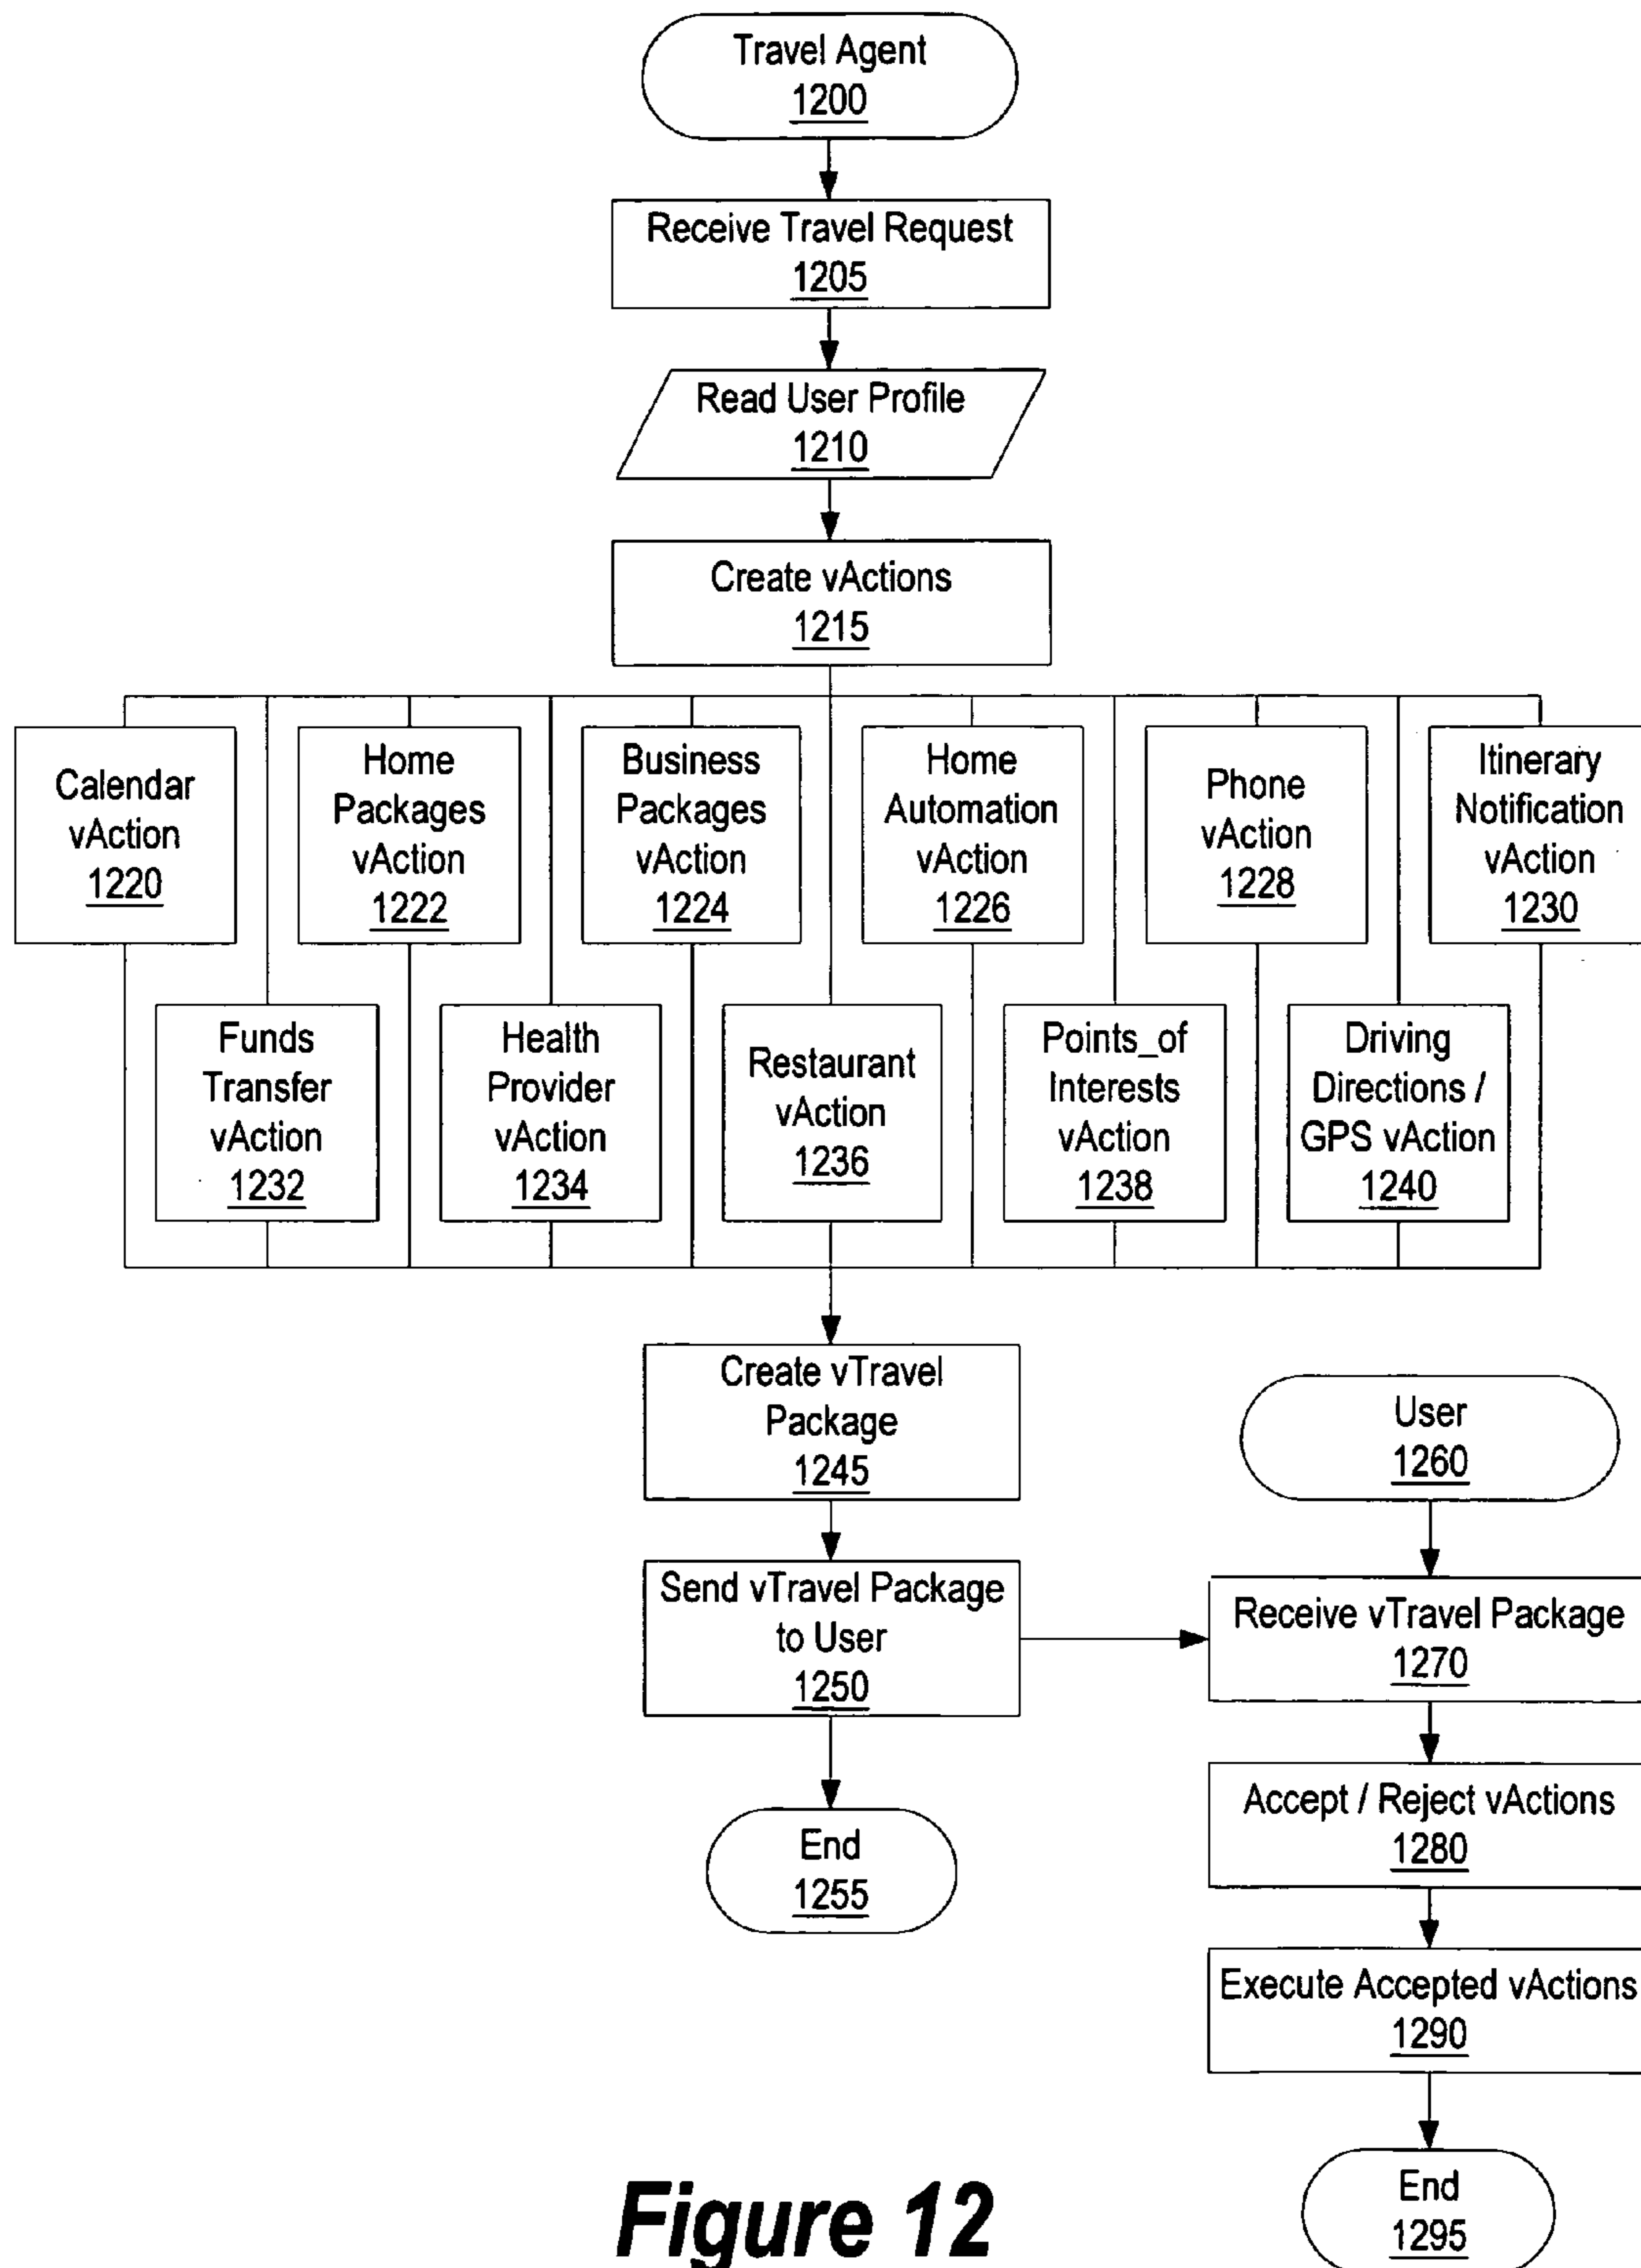 Travel Agent
1200
Receive Travel Request
1205
Read User Profile
1210
Create vActions
1215
Calendar
vAction
1220
Home
Packages
vAction
1222
Business
Packages
vAction
1224
Home
Automation
vAction
1226
Phone
vAction
1228
Itinerary
Notification
vAction
1230
Funds
Transfer
vAction
1232
Health
Provider
vAction
1234
Restaurant
vAction
1236
Points_of
Interests
vAction
1238
Driving
Directions /
GPS vAction
1240
Create vTravel
Package
1245
Send vTravel Package
to User
1250
End
1255
User
1260
Receive vTravel Package
1270
Accept / Reject vActions
1280
Execute Accepted vActions
1290
End
1295
Figure 12